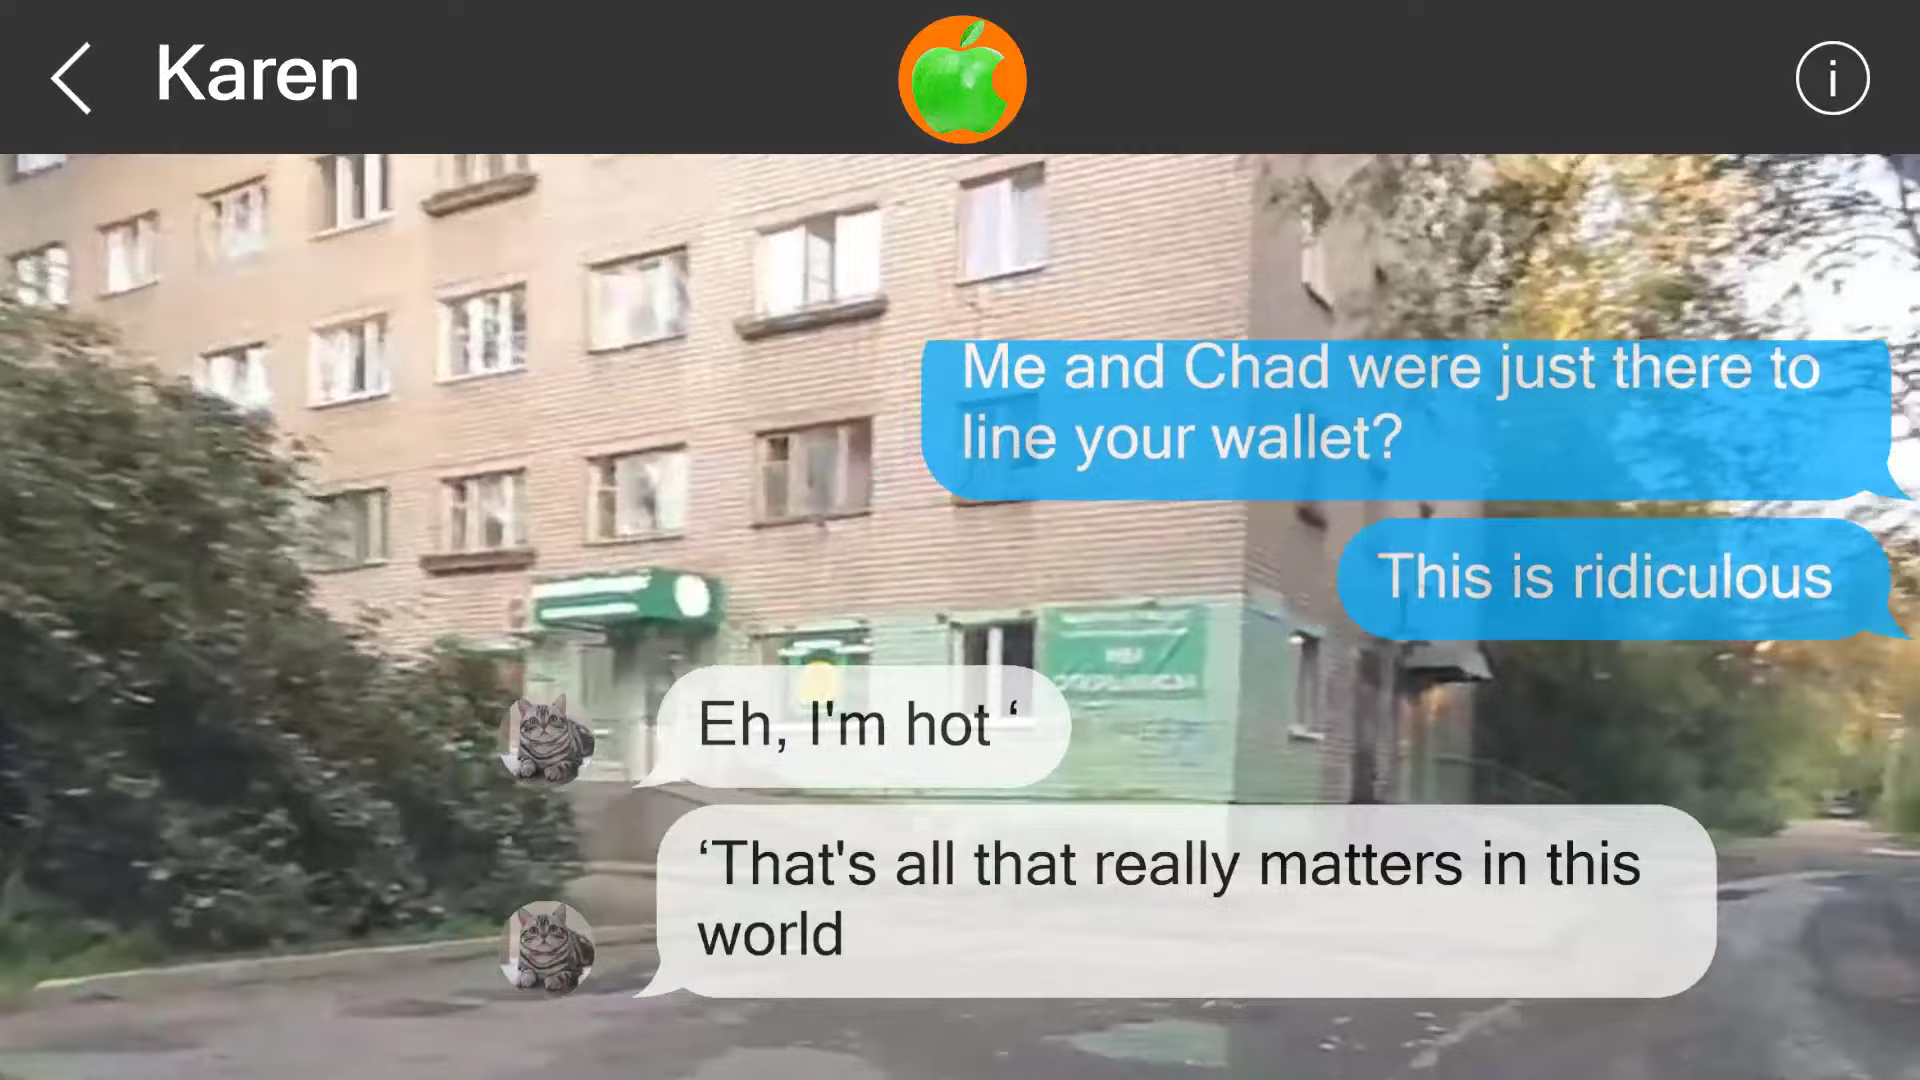 Karen
Me and Chad were just there to
line your wallet?
This is ridiculous
Eh, I'm hot ‘
‘That's all that really matters in this
world